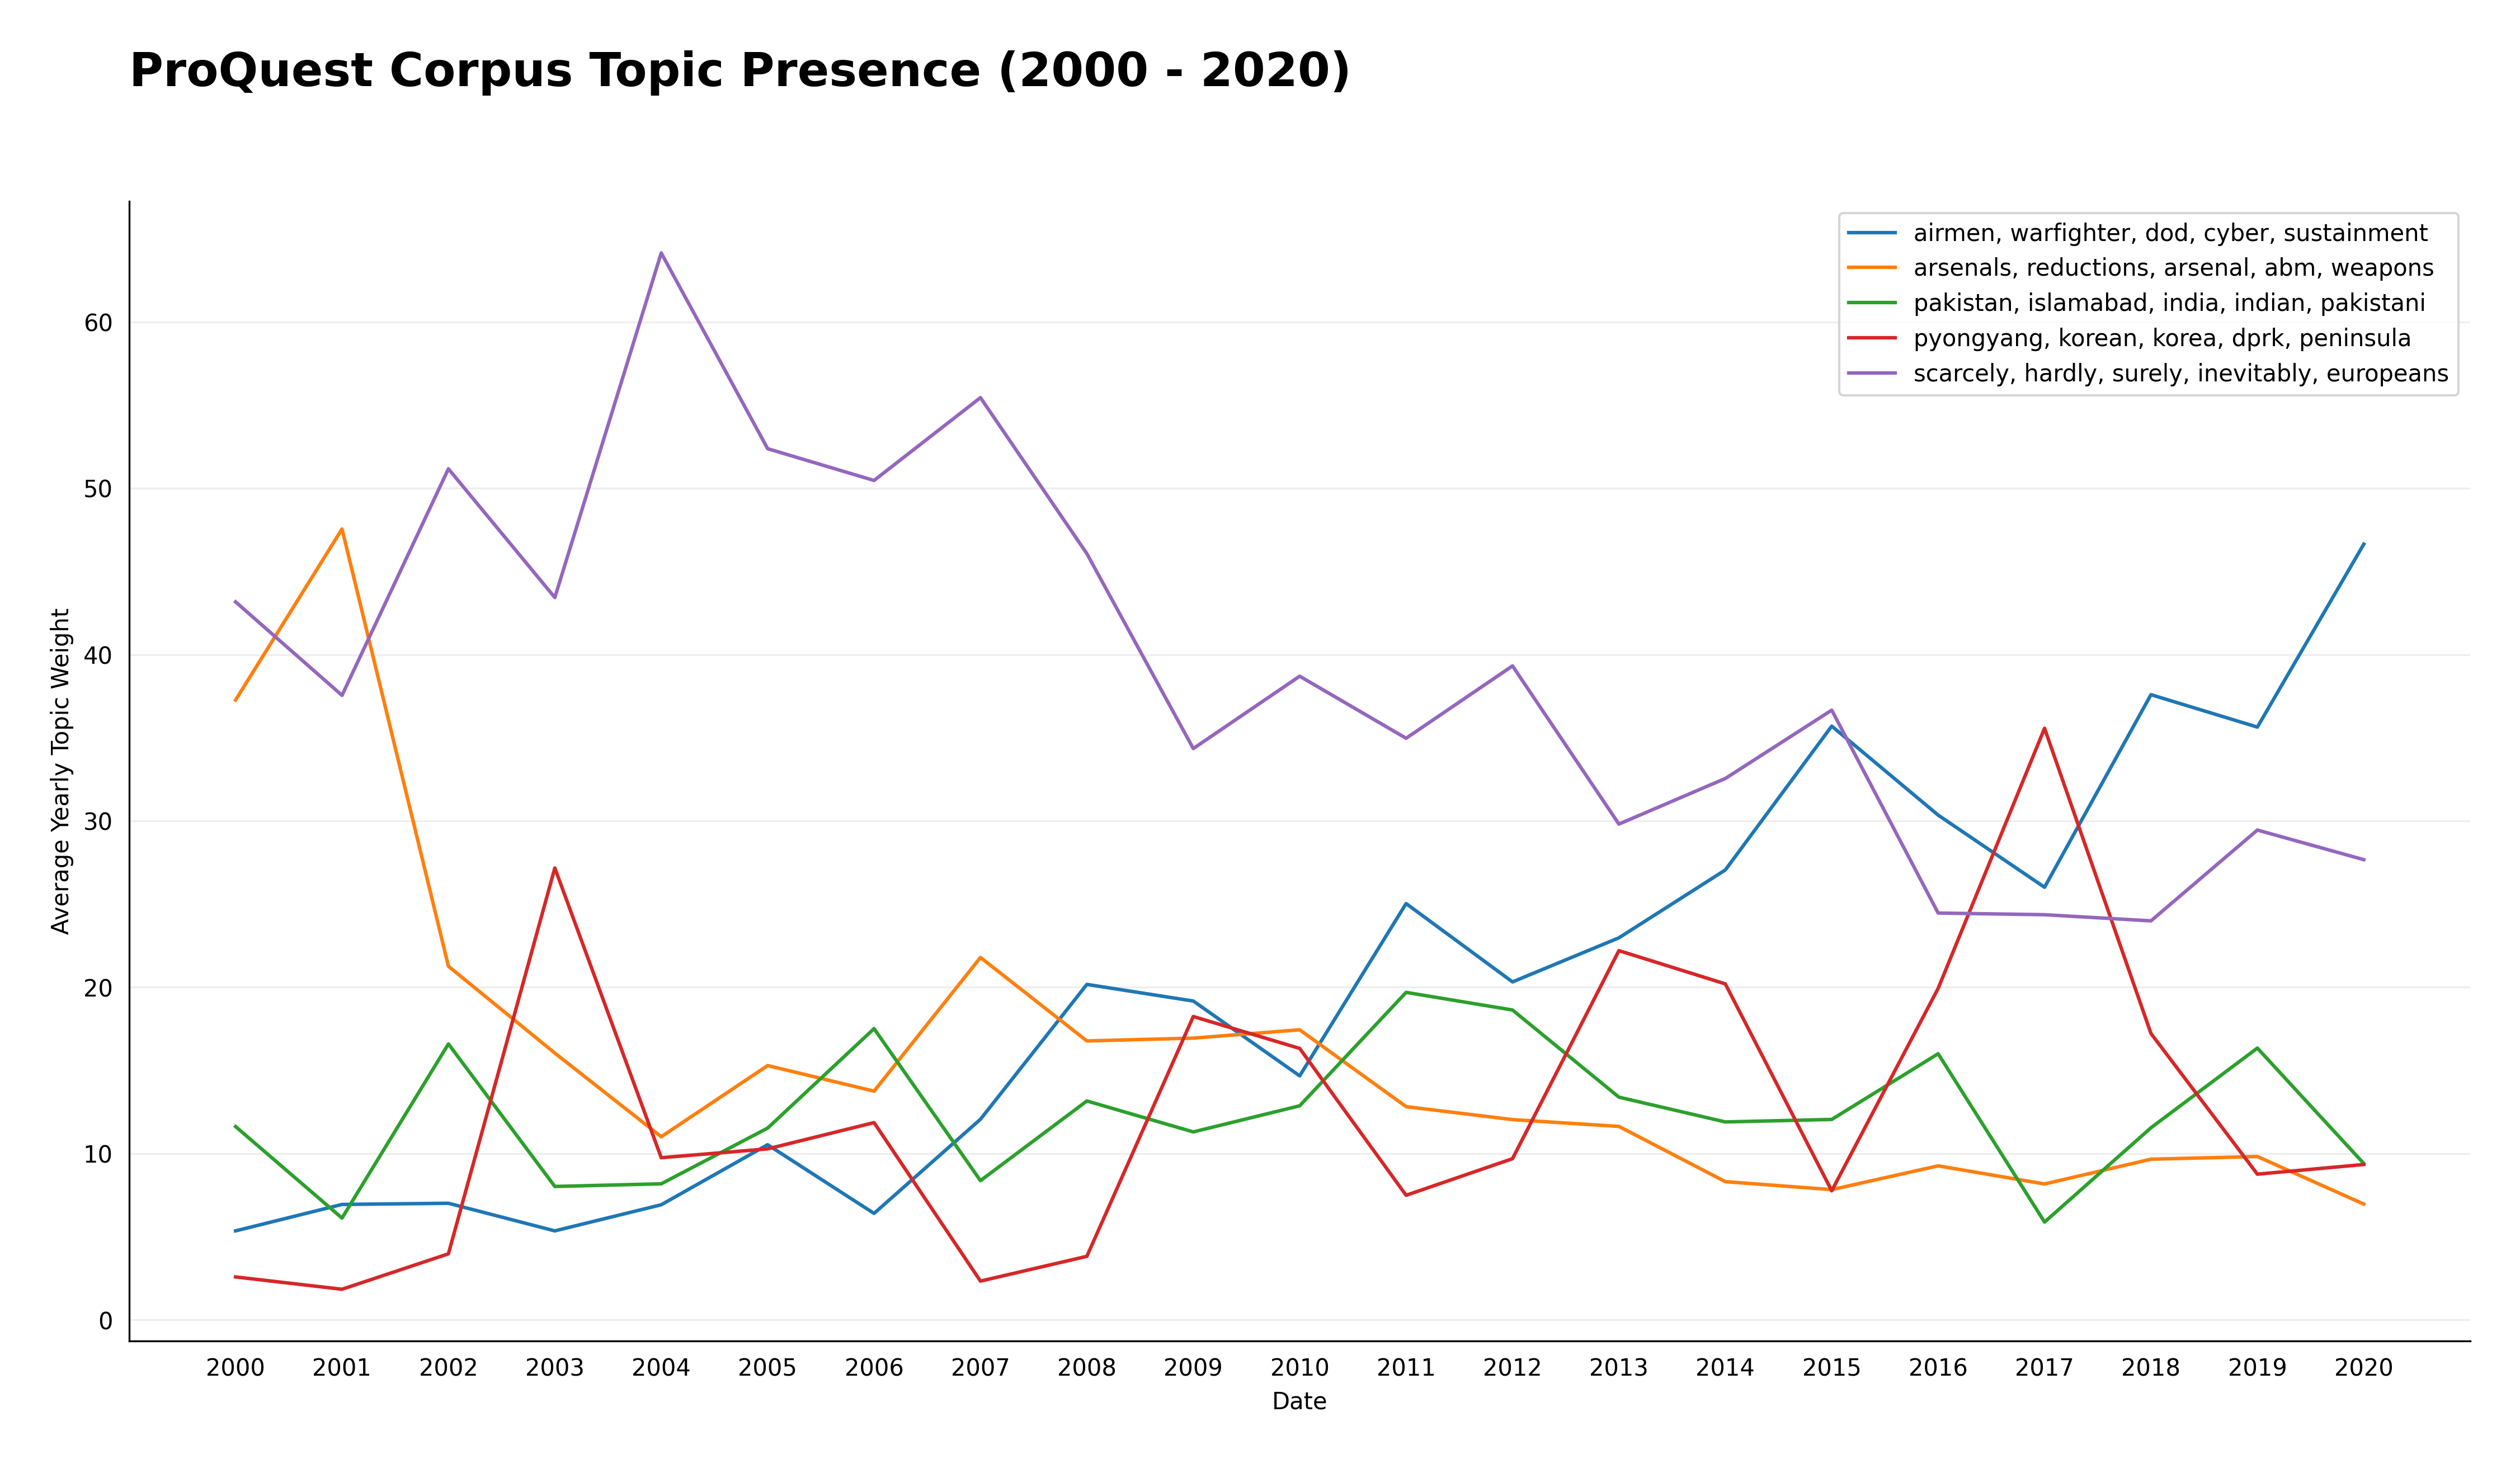 ProQuest Corpus Topic Presence (2000 - 2020)
airmen, warfighter, dod, cyber, sustainment
arsenals, reductions, arsenal, abm, weapons
pakistan, islamabad, india, indian, pakistani
pyongyang, korean, korea, dprk, peninsula
scarcely, hardly, surely, inevitably, europeans
Average Yearly Topic Weight
60
50
40
30
20
10
0
2000 2001 2002 2003 2004 2005 2006 2007 2008 2009 2010 2011 2012 2013 2014 2015 2016 2017 2018 2019 2020
Date